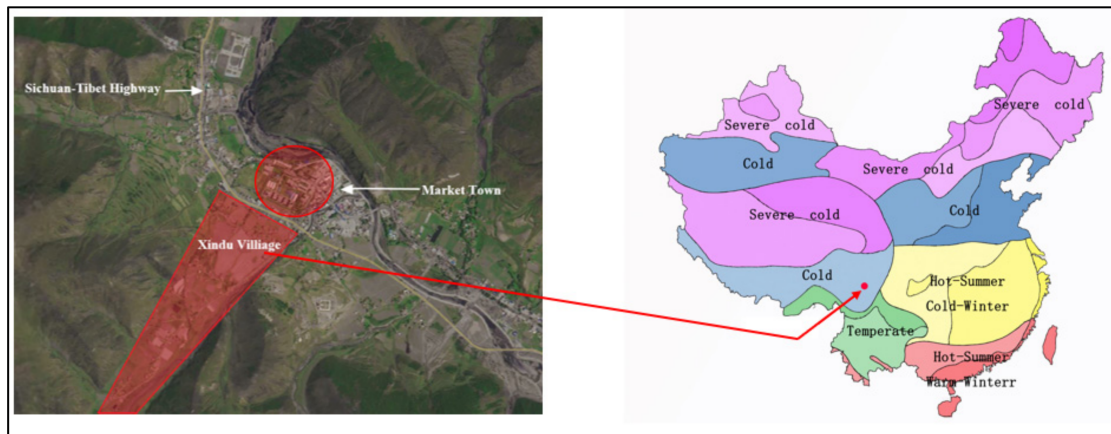 Sichuan-Tibet Highway
Market Town
Xindu Villiage
Severe cold
Severe cold
Cold
Severe cold
Severe cold
Cold
Cold
Hot-Summer
Cold-Winter
Temperate
Hot-Summer
Warm-Winterr